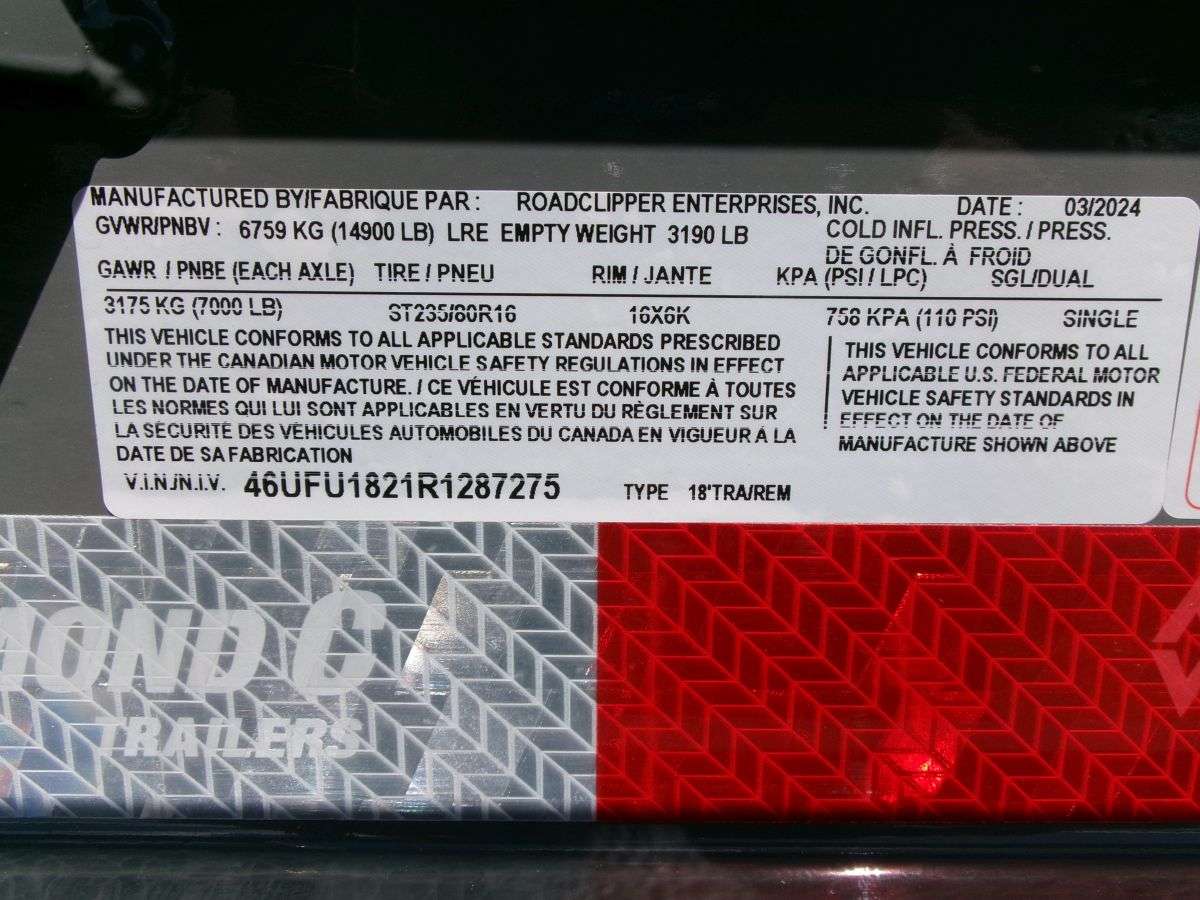 MANUFACTURED BY/FABRIQUE PAR : ROADCLIPPER ENTERPRISES, INC. DATE : 03/2024
GVWR/PNBV : 6759 KG (14900 LB) LRE EMPTY WEIGHT 3190 LB COLD INFL. PRESS. / PRESS.
DE GONFL. À FROID
GAWR / PNBE (EACH AXLE) TIRE / PNEU RIM / JANTE KPA (PSI / LPC) SGL/DUAL
3175 KG (7000 LB) ST235/80R16 16X6K 758 KPA (110 PSI) SINGLE
THIS VEHICLE CONFORMS TO ALL APPLICABLE STANDARDS PRESCRIBED
UNDER THE CANADIAN MOTOR VEHICLE SAFETY REGULATIONS IN EFFECT
ON THE DATE OF MANUFACTURE. / CE VÉHICULE EST CONFORME À TOUTES
LES NORMES QUI LUI SONT APPLICABLES EN VERTU DU RÈGLEMENT SUR
LA SÉCURITÉ DES VÉHICULES AUTOMOBILES DU CANADA EN VIGUEUR À LA
DATE DE SA FABRICATION
THIS VEHICLE CONFORMS TO ALL
APPLICABLE U.S. FEDERAL MOTOR
VEHICLE SAFETY STANDARDS IN
EFFECT ON THE DATE OF
MANUFACTURE SHOWN ABOVE
V.I.N./N.I.V. 46UFU1821R1287275 TYPE 18'TRA/REM
MOND C
TRAILERS